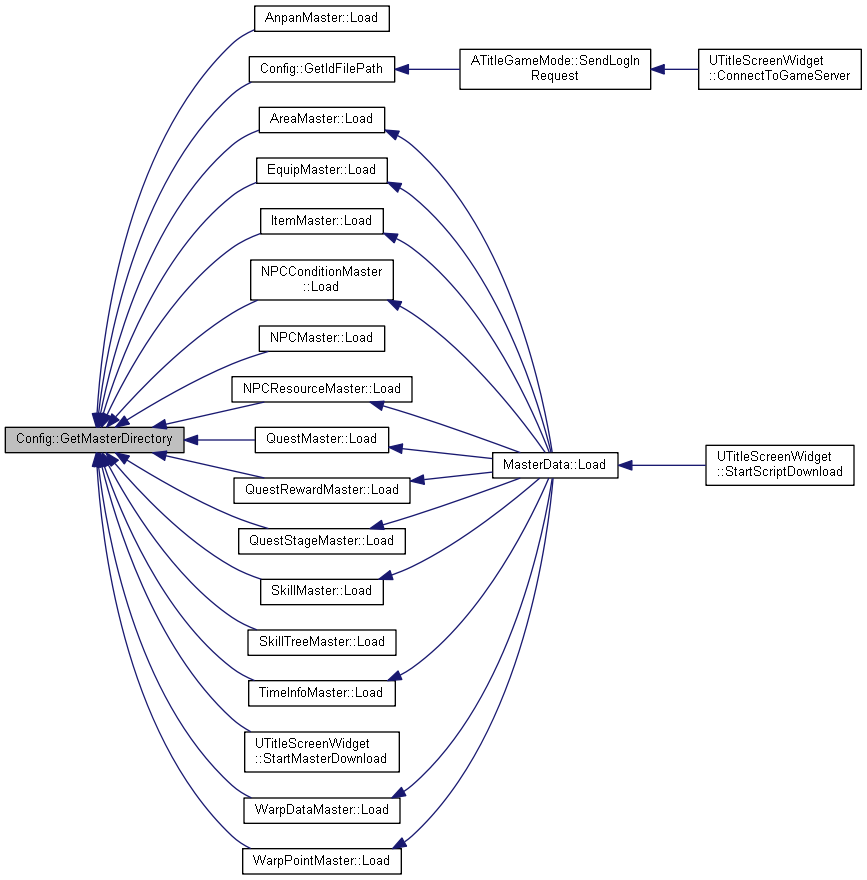 AnpanMaster::Load
Config::GetIdFilePath
ATitleGameMode::SendLogIn
Request
UTitleScreenWidget
::ConnectToGameServer
AreaMaster::Load
EquipMaster::Load
ItemMaster::Load
NPCConditionMaster
::Load
NPCMaster::Load
NPCResourceMaster::Load
Config::GetMasterDirectory
QuestMaster::Load
MasterData::Load
UTitleScreenWidget
::StartScriptDownload
QuestRewardMaster::Load
QuestStageMaster::Load
SkillMaster::Load
SkillTreeMaster::Load
TimeInfoMaster::Load
UTitleScreenWidget
::StartMasterDownload
WarpDataMaster::Load
WarpPointMaster::Load